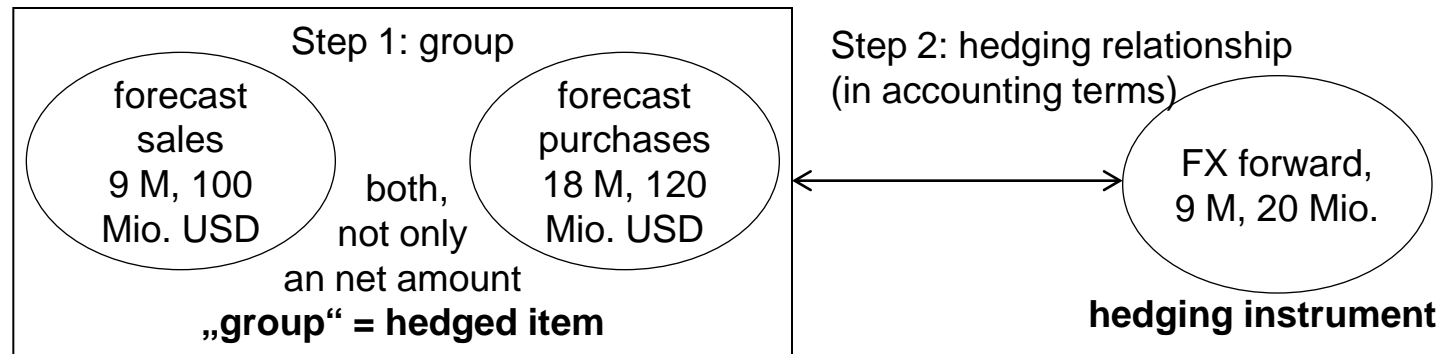 Step 1: group
forecast
sales
9 M, 100
Mio. USD
both,
not only
an net amount
forecast
purchases
18 M, 120
Mio. USD
„group“ = hedged item
Step 2: hedging relationship
(in accounting terms)
FX forward,
9 M, 20 Mio.
hedging instrument